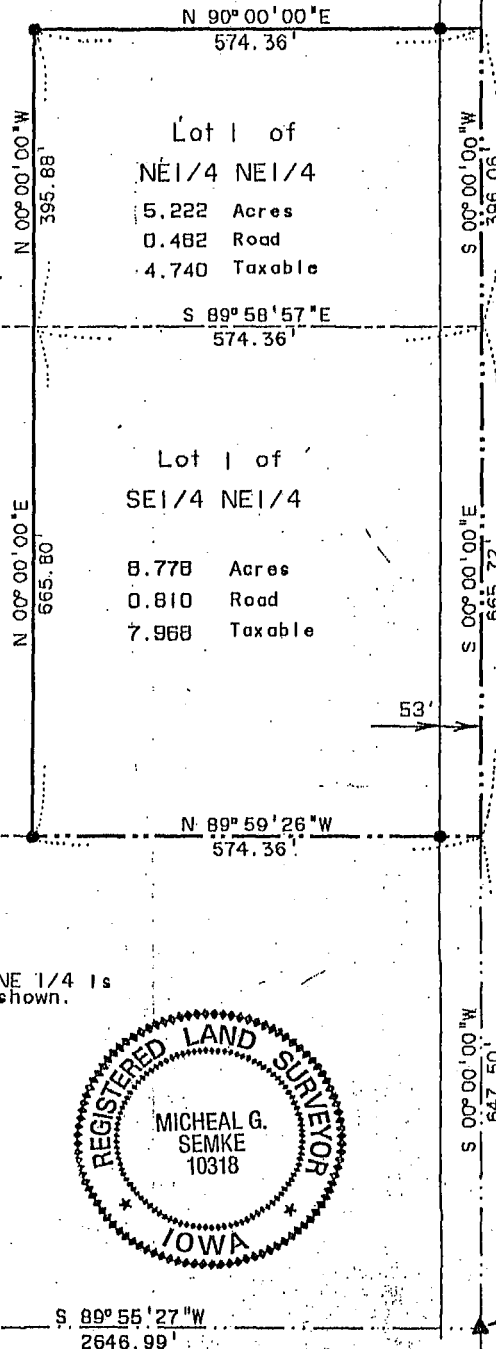 N 90°00'00"E
574.36'
N 00°00'00"W
395.88'
S 00°00'00"W
396.06'
Lot 1 of
NE1/4 NE1/4
5.222 Acres
0.482 Road
4.740 Taxable
S 89°58'57"E
574.36'
Lot 1 of
SE1/4 NE1/4
8.778 Acres
0.810 Road
7.968 Taxable
N 00°00'00"E
665.80'
S 00°00'00"E
665.72'
53'
N 89°59'26"W
574.36'
NE 1/4 is
shown.
S 00°00'00"W
647.50'
REGISTERED LAND SURVEYOR
MICHEAL G.
SEMKE
10318
* IOWA *
S 89°55'27"W
2646.99'